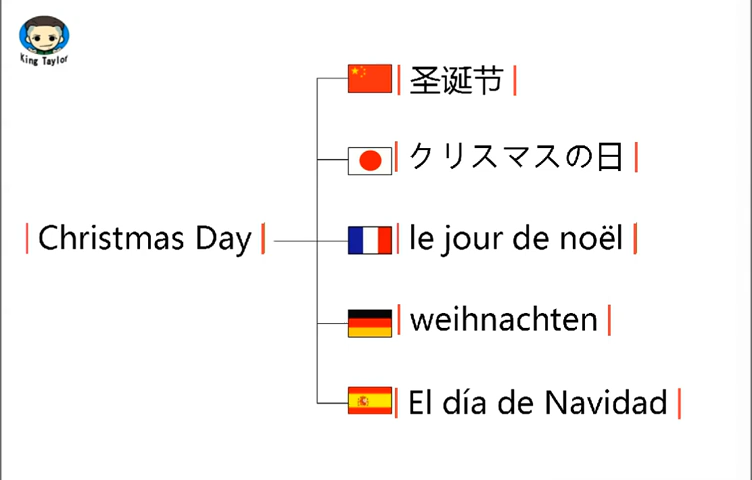 King Taylor
圣诞节
クリスマスの日
Christmas Day
le jour de noël
weihnachten
El día de Navidad